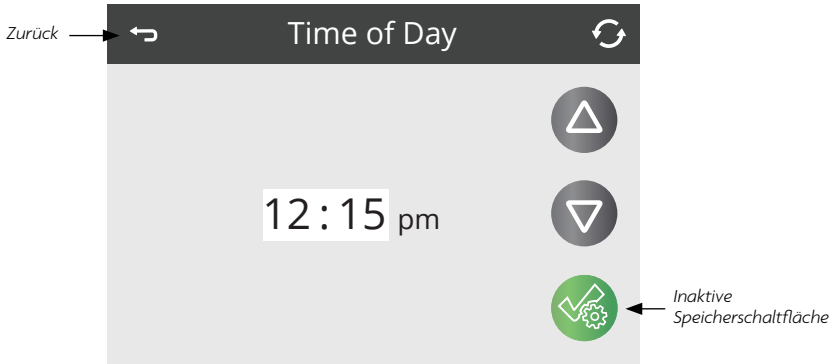 Zurück
Time of Day
12:15 pm
Inaktive
Speicherschaltfläche